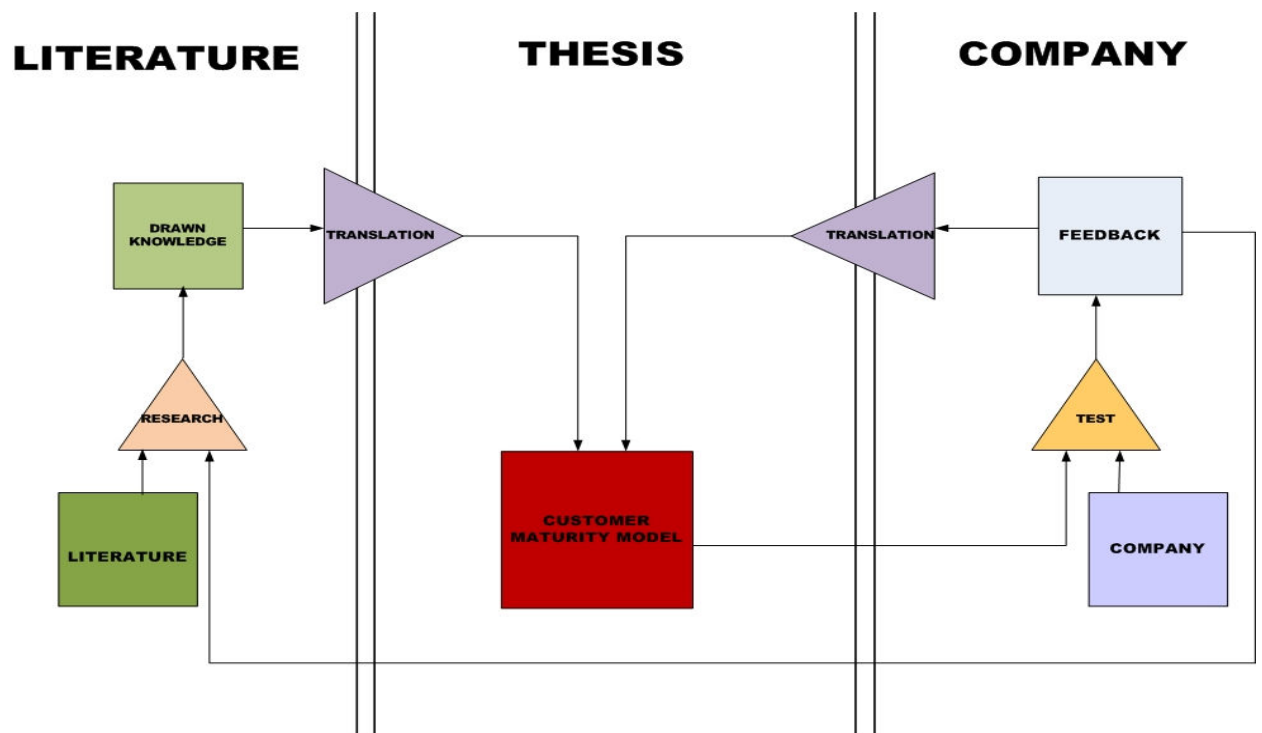 LITERATURE
THESIS
COMPANY
DRAWN
KNOWLEDGE
TRANSLATION
TRANSLATION
FEEDBACK
RESEARCH
TEST
LITERATURE
CUSTOMER
MATURITY MODEL
COMPANY